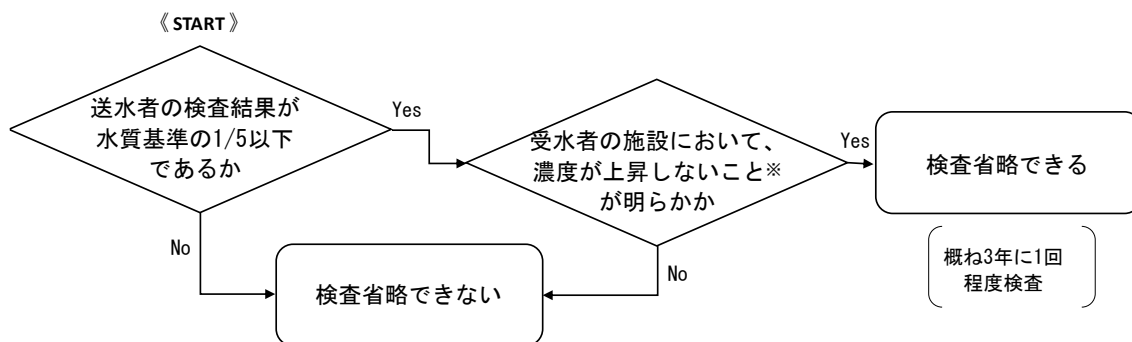 《 START 》
送水者の検査結果が
水質基準の1/5以下
であるか
Yes
受水者の施設において、
濃度が上昇しないこと※
が明らかか
Yes
検査省略できる
概ね3年に1回
程度検査
No
検査省略できない
No